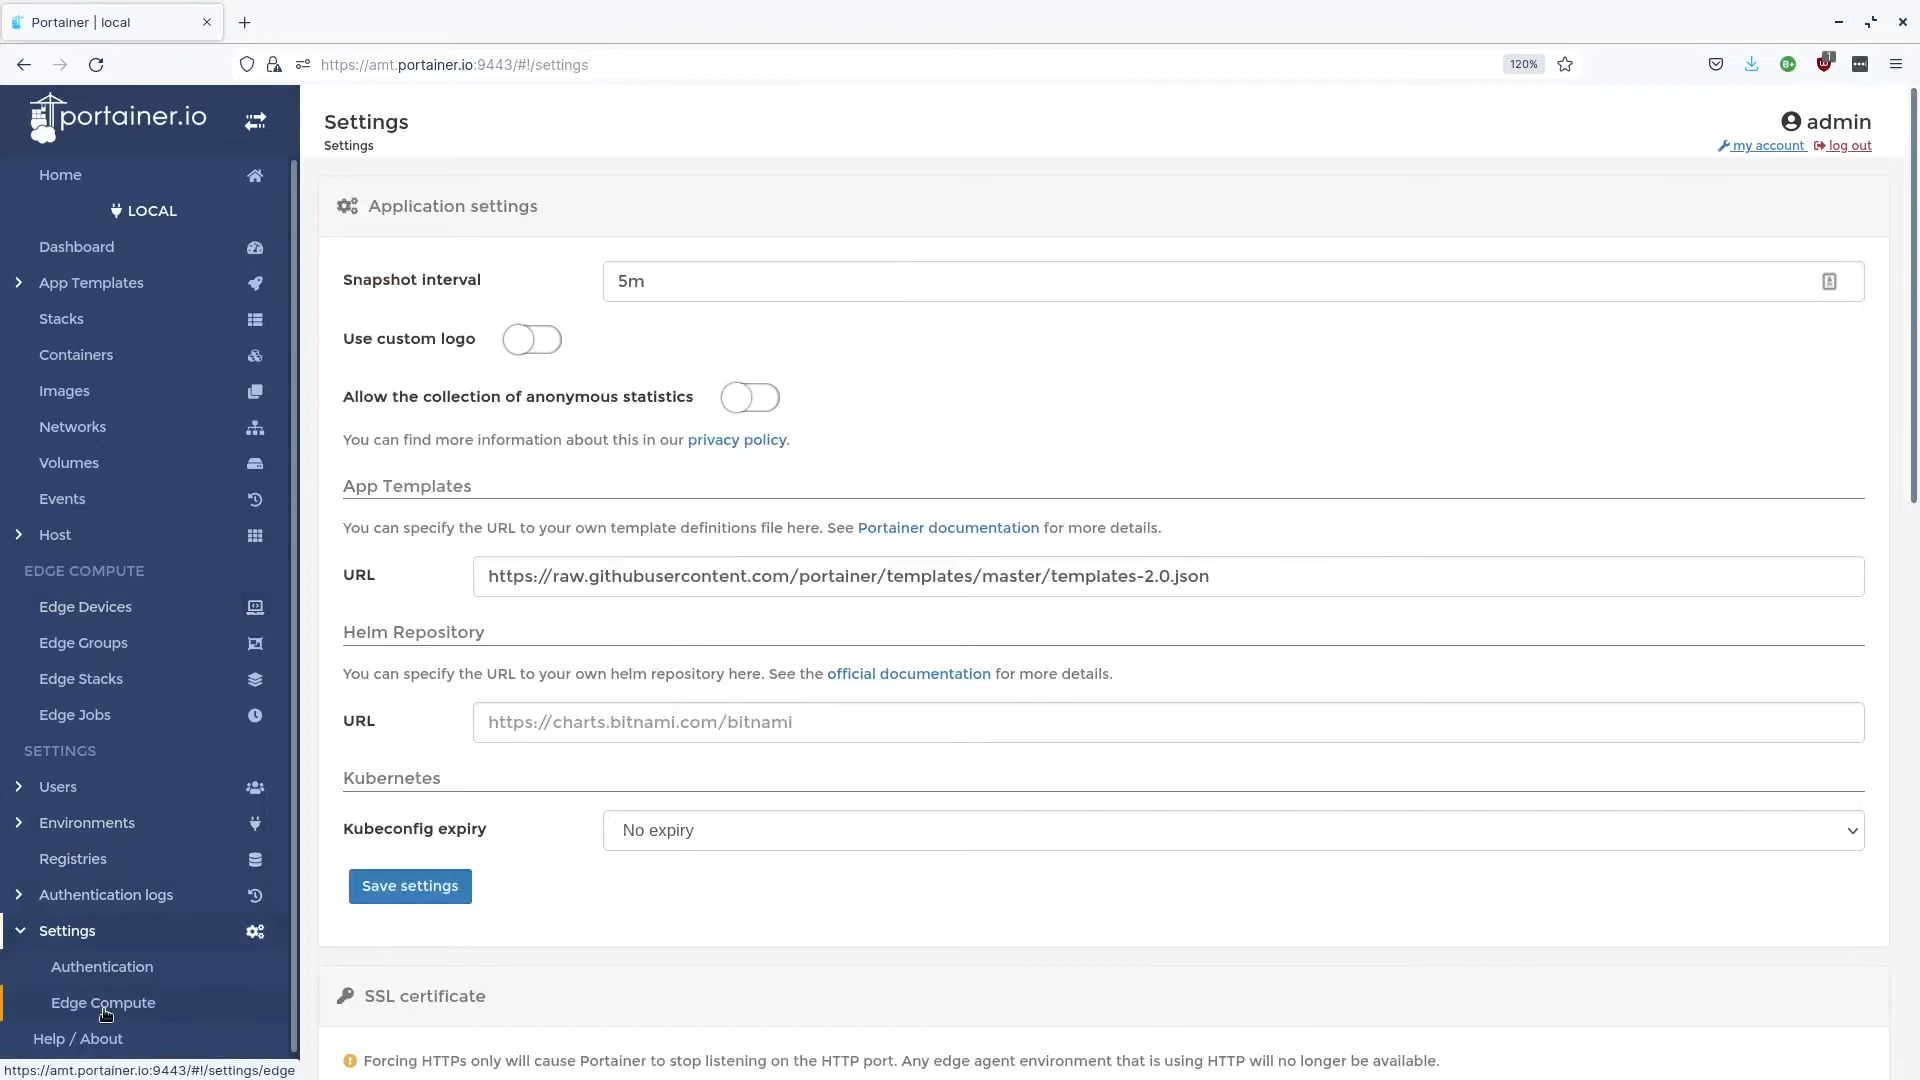 Portainer | local
https://amt.portainer.io:9443/#!/settings
120%
1
portainer.io
Home
LOCAL
Dashboard
App Templates
Stacks
Containers
Images
Networks
Volumes
Events
Host
EDGE COMPUTE
Edge Devices
Edge Groups
Edge Stacks
Edge Jobs
SETTINGS
Users
Environments
Registries
Authentication logs
Settings
Authentication
Edge Compute
Help / About
https://amt.portainer.io:9443/#!/settings/edge
Settings
Settings
admin
my account log out
Application settings
Snapshot interval 5m
Use custom logo
Allow the collection of anonymous statistics
You can find more information about this in our privacy policy.
App Templates
You can specify the URL to your own template definitions file here. See Portainer documentation for more details.
URL https://raw.githubusercontent.com/portainer/templates/master/templates-2.0.json
Helm Repository
You can specify the URL to your own helm repository here. See the official documentation for more details.
URL https://charts.bitnami.com/bitnami
Kubernetes
Kubeconfig expiry No expiry
Save settings
SSL certificate
Forcing HTTPs only will cause Portainer to stop listening on the HTTP port. Any edge agent environment that is using HTTP will no longer be available.